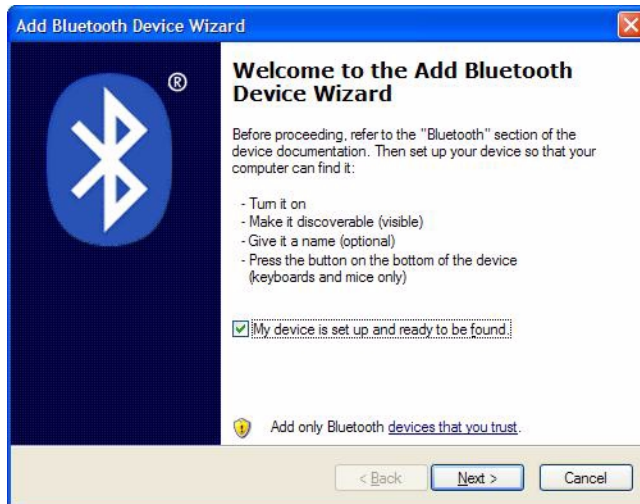 Add Bluetooth Device Wizard
®
Welcome to the Add Bluetooth
Device Wizard
Before proceeding, refer to the "Bluetooth" section of the
device documentation. Then set up your device so that your
computer can find it:
- Turn it on
- Make it discoverable (visible)
- Give it a name (optional)
- Press the button on the bottom of the device
(keyboards and mice only)
My device is set up and ready to be found.
Add only Bluetooth devices that you trust.
< Back Next > Cancel